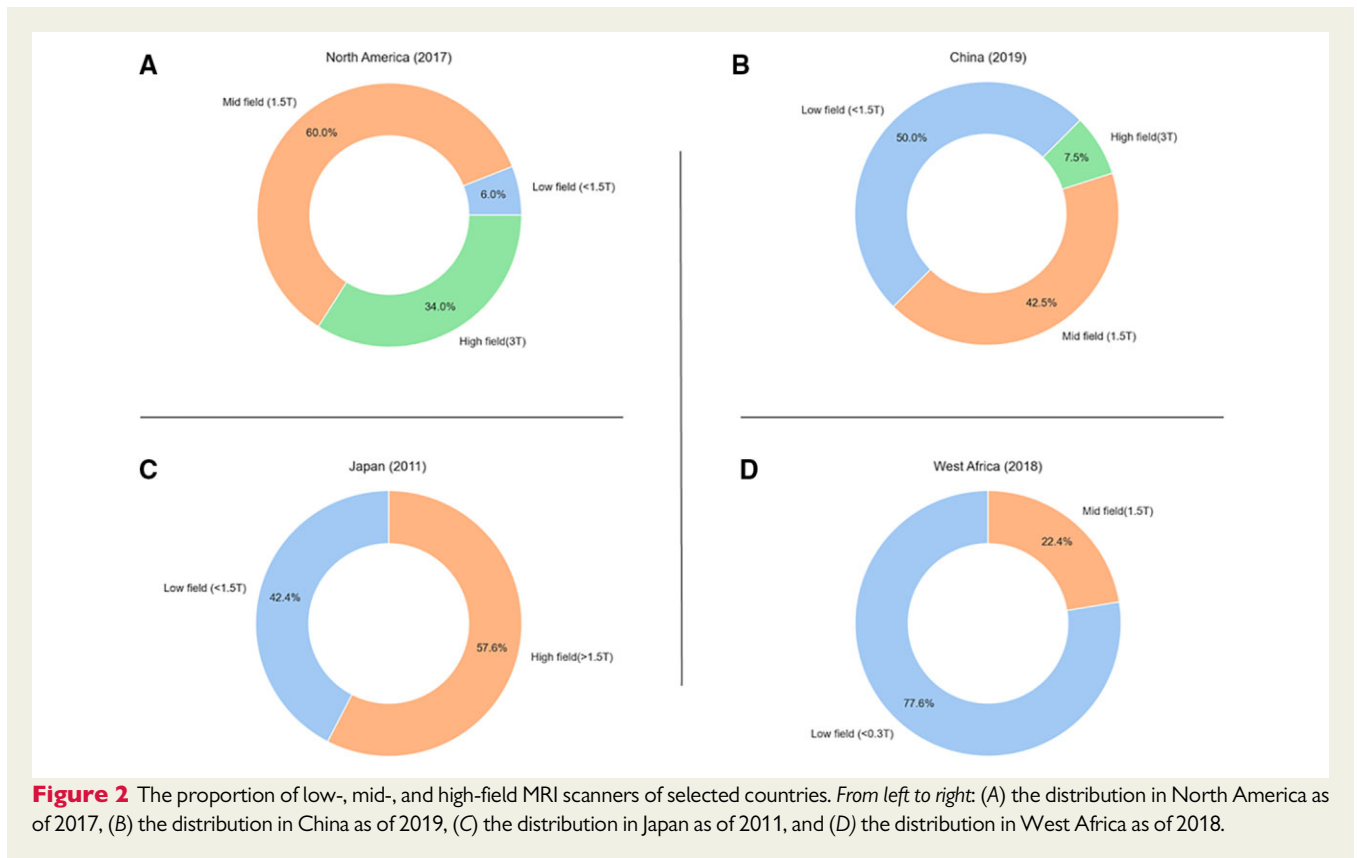 A
North America (2017)
Mid field (1.5T)
60.0%
Low field (<1.5T)
6.0%
34.0%
High field(3T)
B
China (2019)
Low field (<1.5T)
50.0%
High field(3T)
7.5%
42.5%
Mid field (1.5T)
C
Japan (2011)
Low field (<1.5T)
42.4%
57.6%
High field(>1.5T)
D
West Africa (2018)
Mid field(1.5T)
22.4%
77.6%
Low field (<0.3T)
Figure 2 The proportion of low-, mid-, and high-field MRI scanners of selected countries. From left to right: (A) the distribution in North America as
of 2017, (B) the distribution in China as of 2019, (C) the distribution in Japan as of 2011, and (D) the distribution in West Africa as of 2018.